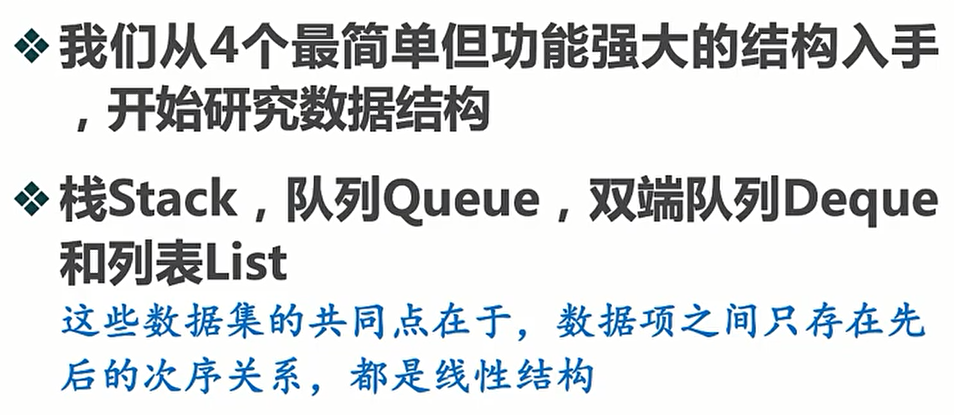 ❖我们从4个最简单但功能强大的结构入手
，开始研究数据结构
❖栈Stack，队列Queue，双端队列Deque
和列表List
这些数据集的共同点在于，数据项之间只存在先
后的次序关系，都是线性结构